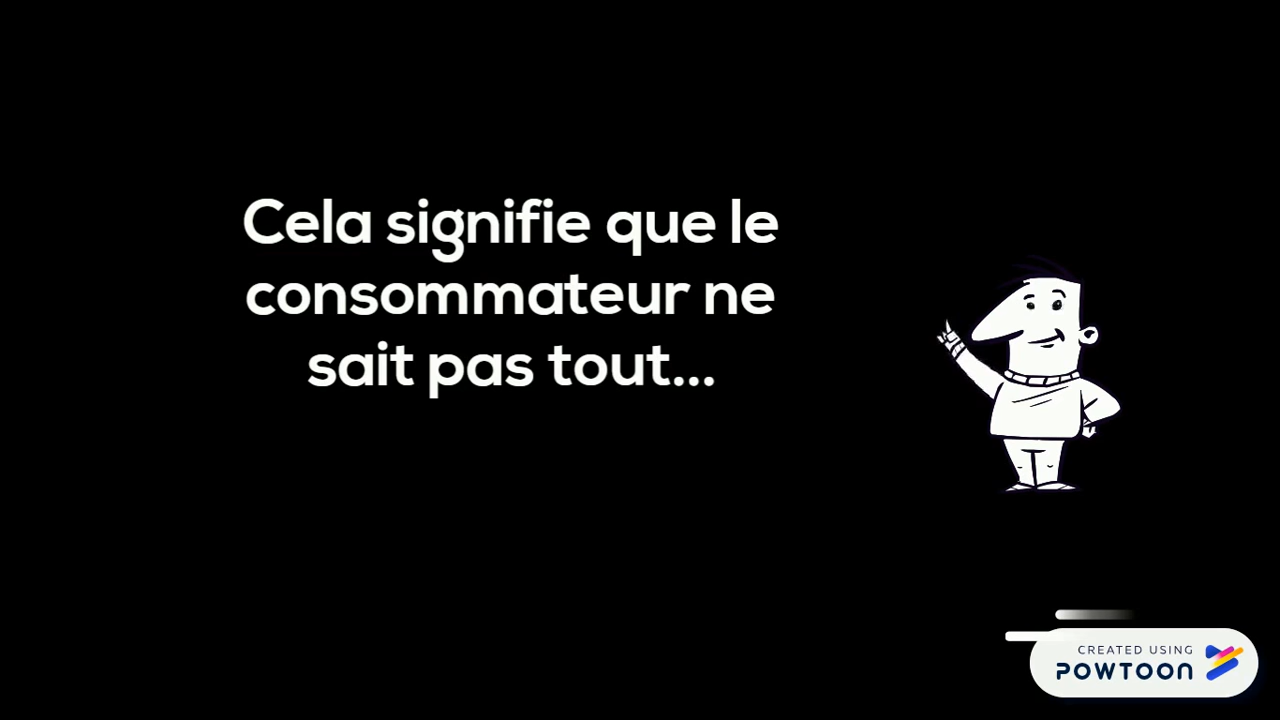 Cela signifie que le
consommateur ne
sait pas tout...
CREATED USING
POWTOON